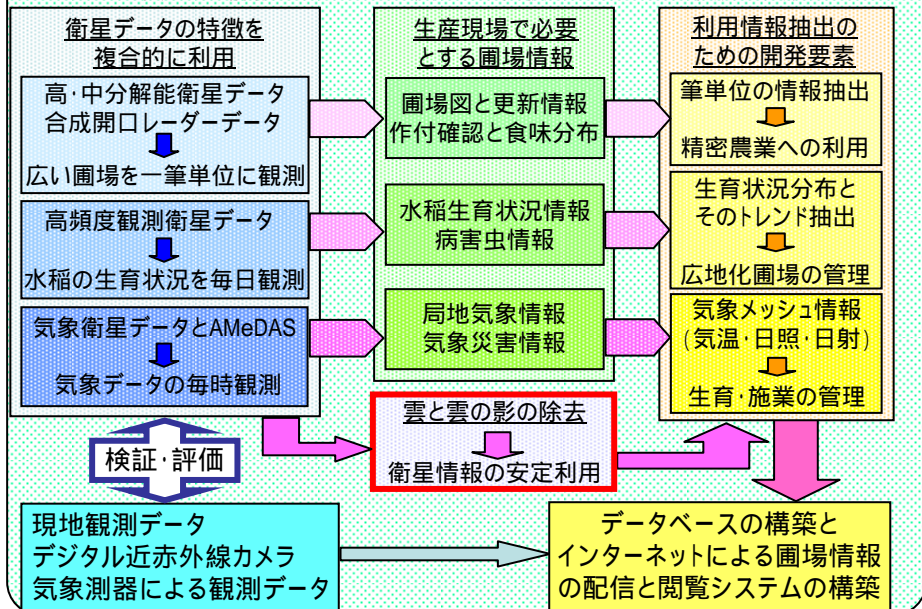 衛星データの特徴を
複合的に利用
高･中分解能衛星データ
合成開口レーダーデータ
広い圃場を一筆単位に観測
高頻度観測衛星データ
水稲の生育状況を毎日観測
気象衛星データとAMeDAS
気象データの毎時観測
生産現場で必要
とする圃場情報
圃場図と更新情報
作付確認と食味分布
水稲生育状況情報
病害虫情報
局地気象情報
気象災害情報
利用情報抽出の
ための開発要素
筆単位の情報抽出
精密農業への利用
生育状況分布と
そのトレンド抽出
広地化圃場の管理
気象メッシュ情報
(気温･日照･日射)
生育･施業の管理
雲と雲の影の除去
衛星情報の安定利用
検証･評価
現地観測データ
デジタル近赤外線カメラ
気象測器による観測データ
データベースの構築と
インターネットによる圃場情報
の配信と閲覧システムの構築